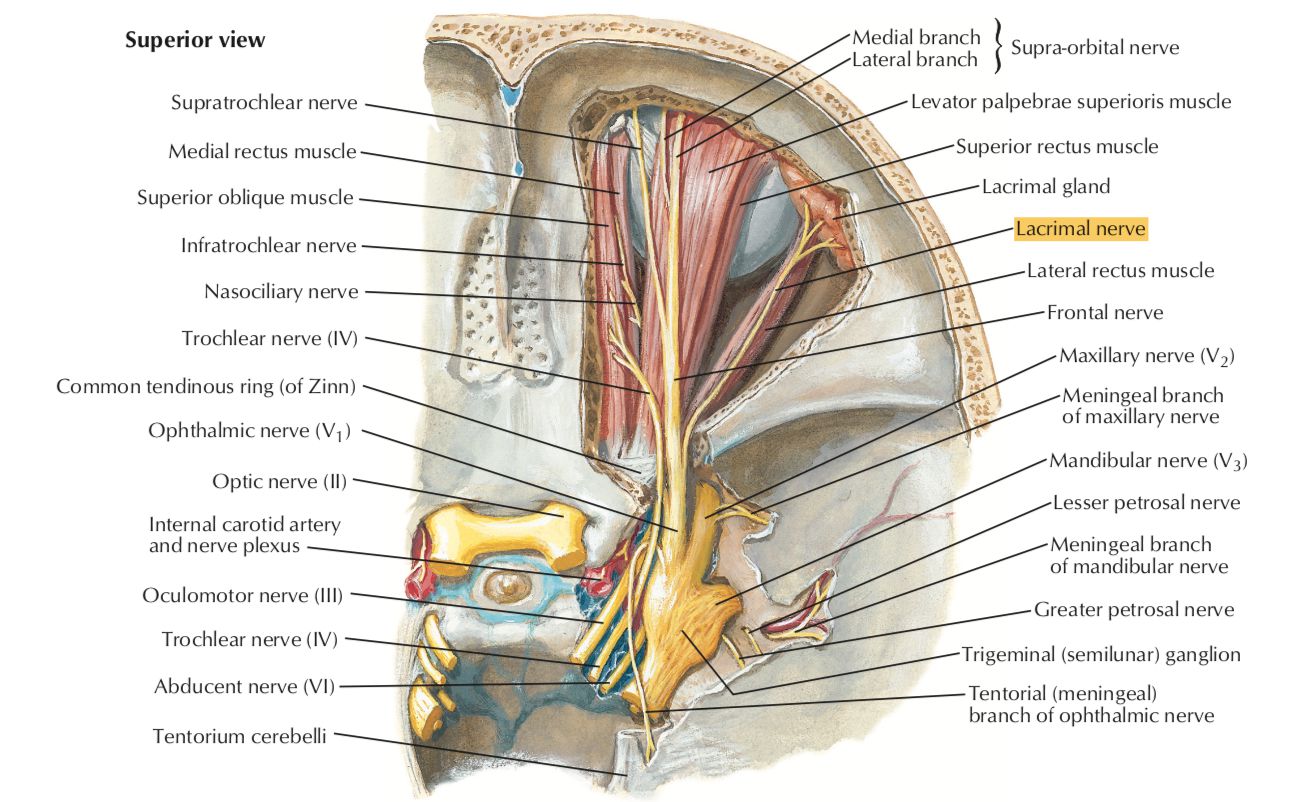 Superior view
Supratrochlear nerve
Medial rectus muscle
Superior oblique muscle
Infratrochlear nerve
Nasociliary nerve
Trochlear nerve (IV)
Common tendinous ring (of Zinn)
Ophthalmic nerve (V1)
Optic nerve (II)
Internal carotid artery
and nerve plexus
Oculomotor nerve (III)
Trochlear nerve (IV)
Abducent nerve (VI)
Tentorium cerebelli
Medial branch
Lateral branch
Supra-orbital nerve
Levator palpebrae superioris muscle
Superior rectus muscle
Lacrimal gland
Lacrimal nerve
Lateral rectus muscle
Frontal nerve
Maxillary nerve (V2)
Meningeal branch
of maxillary nerve
Mandibular nerve (V3)
Lesser petrosal nerve
Meningeal branch
of mandibular nerve
Greater petrosal nerve
Trigeminal (semilunar) ganglion
Tentorial (meningeal)
branch of ophthalmic nerve